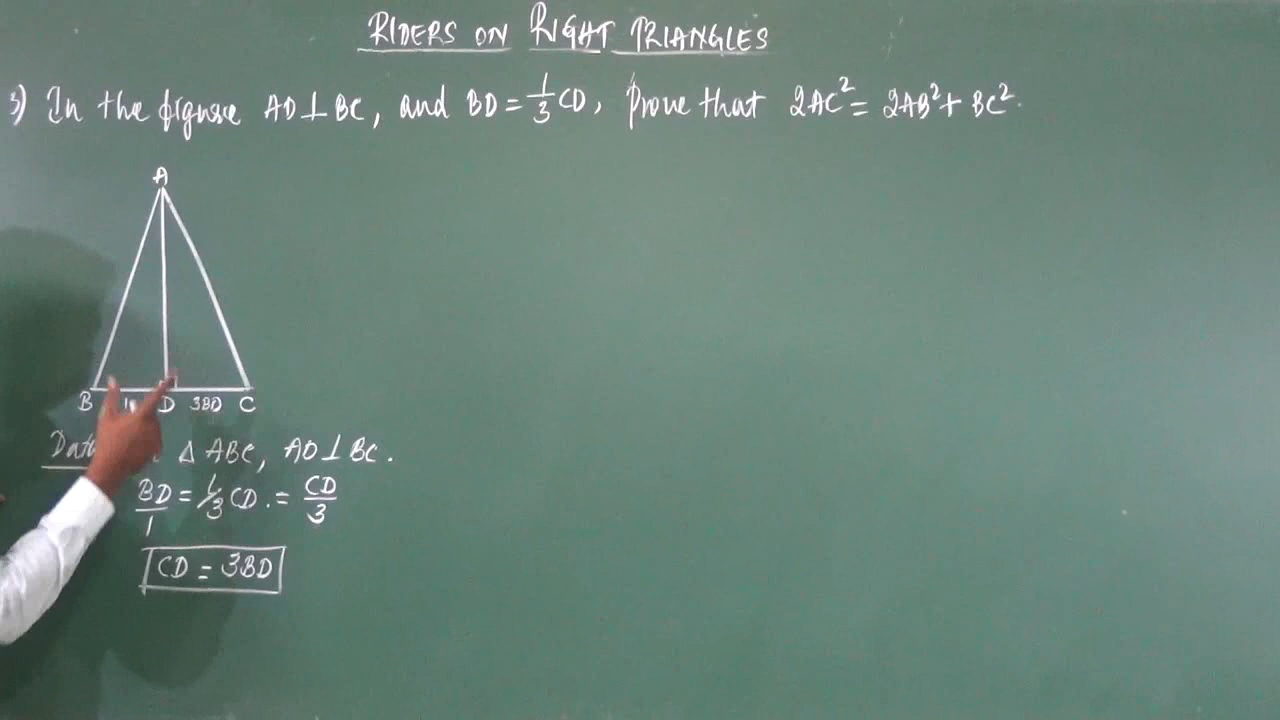 RIDERS ON RIGHT TRIANGLES
3) In the figure AD ⊥ BC, and BD = 1/3 CD, Prove that 2AC² = 2AB² + BC².
A
B D 3BD C
Δ ABC, AD ⊥ BC.
BD/1 = 1/3 CD. = CD/3
CD = 3BD